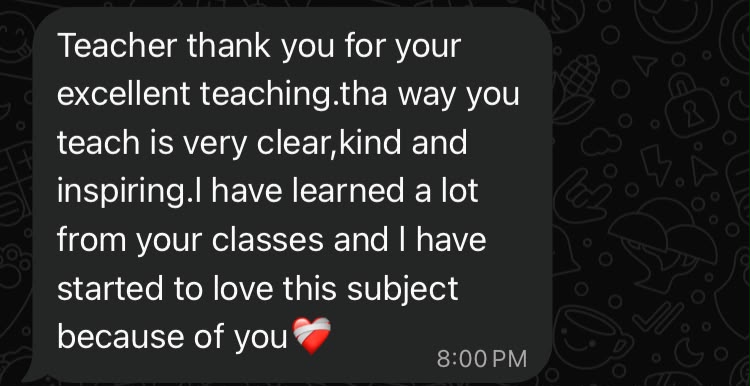 Teacher thank you for your
excellent teaching.tha way you
teach is very clear,kind and
inspiring.I have learned a lot
from your classes and I have
started to love this subject
because of you❤️‍🩹
8:00 PM